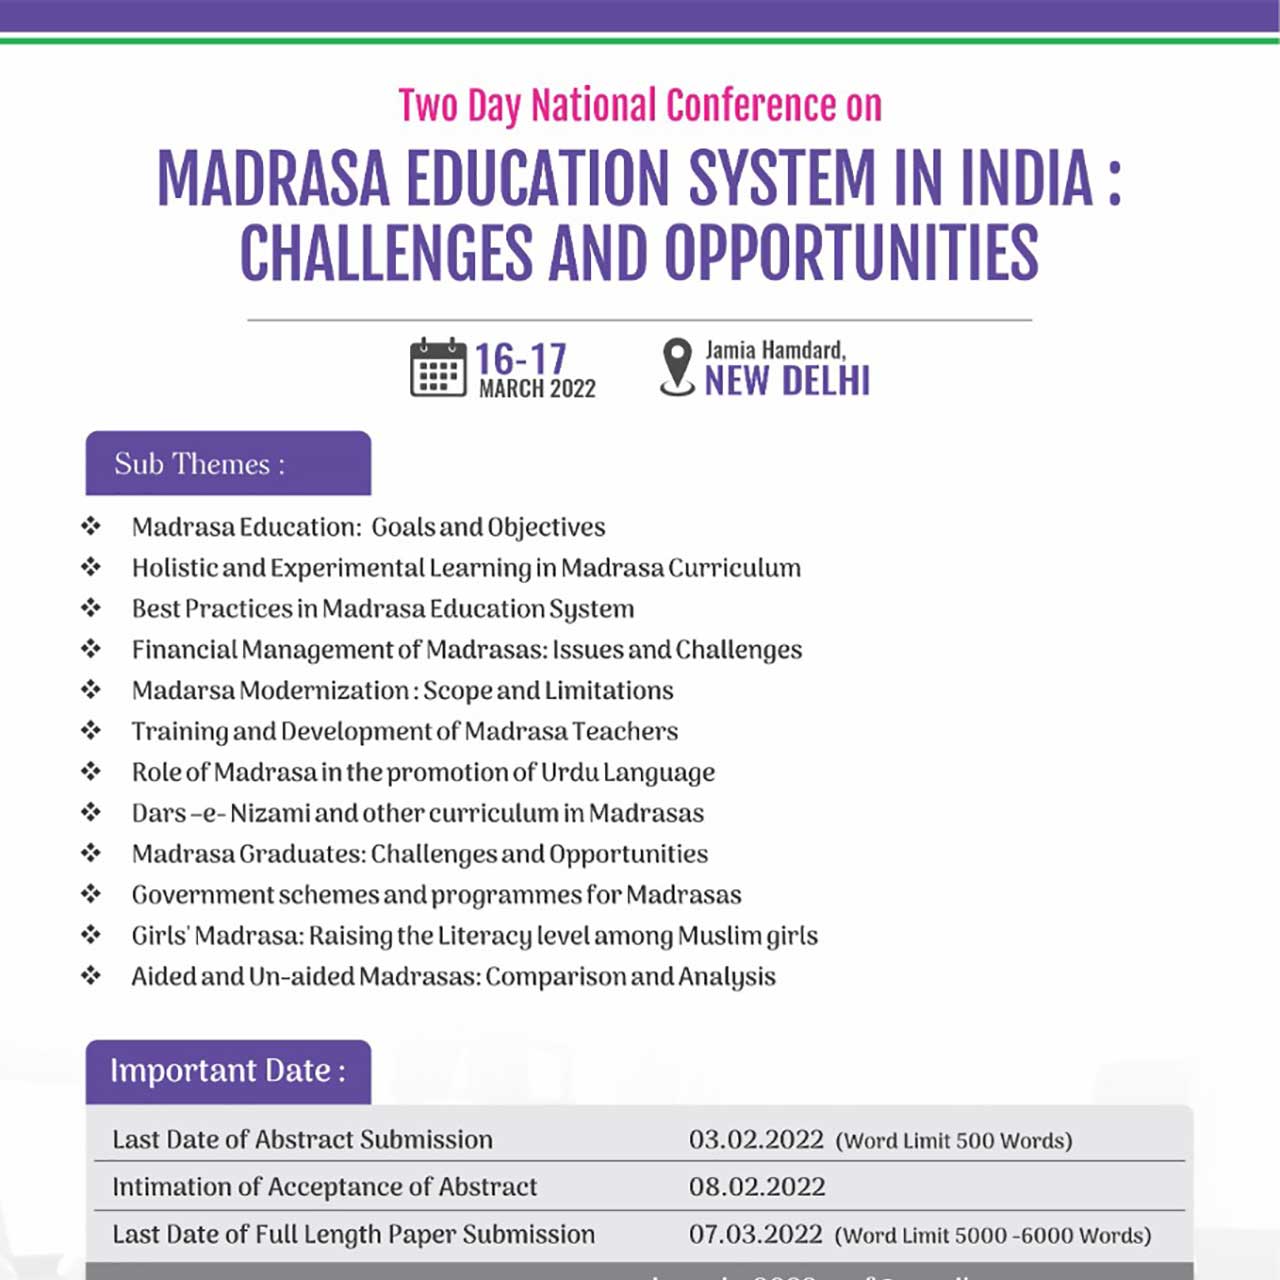 Two Day National Conference on
MADRASA EDUCATION SYSTEM IN INDIA :
CHALLENGES AND OPPORTUNITIES
16-17
MARCH 2022
Jamia Hamdard,
NEW DELHI
Sub Themes :
❖ Madrasa Education: Goals and Objectives
❖ Holistic and Experimental Learning in Madrasa Curriculum
❖ Best Practices in Madrasa Education System
❖ Financial Management of Madrasas: Issues and Challenges
❖ Madarsa Modernization : Scope and Limitations
❖ Training and Development of Madrasa Teachers
❖ Role of Madrasa in the promotion of Urdu Language
❖ Dars –e- Nizami and other curriculum in Madrasas
❖ Madrasa Graduates: Challenges and Opportunities
❖ Government schemes and programmes for Madrasas
❖ Girls' Madrasa: Raising the Literacy level among Muslim girls
❖ Aided and Un-aided Madrasas: Comparison and Analysis
Important Date :
Last Date of Abstract Submission 03.02.2022 (Word Limit 500 Words)
Intimation of Acceptance of Abstract 08.02.2022
Last Date of Full Length Paper Submission 07.03.2022 (Word Limit 5000 -6000 Words)